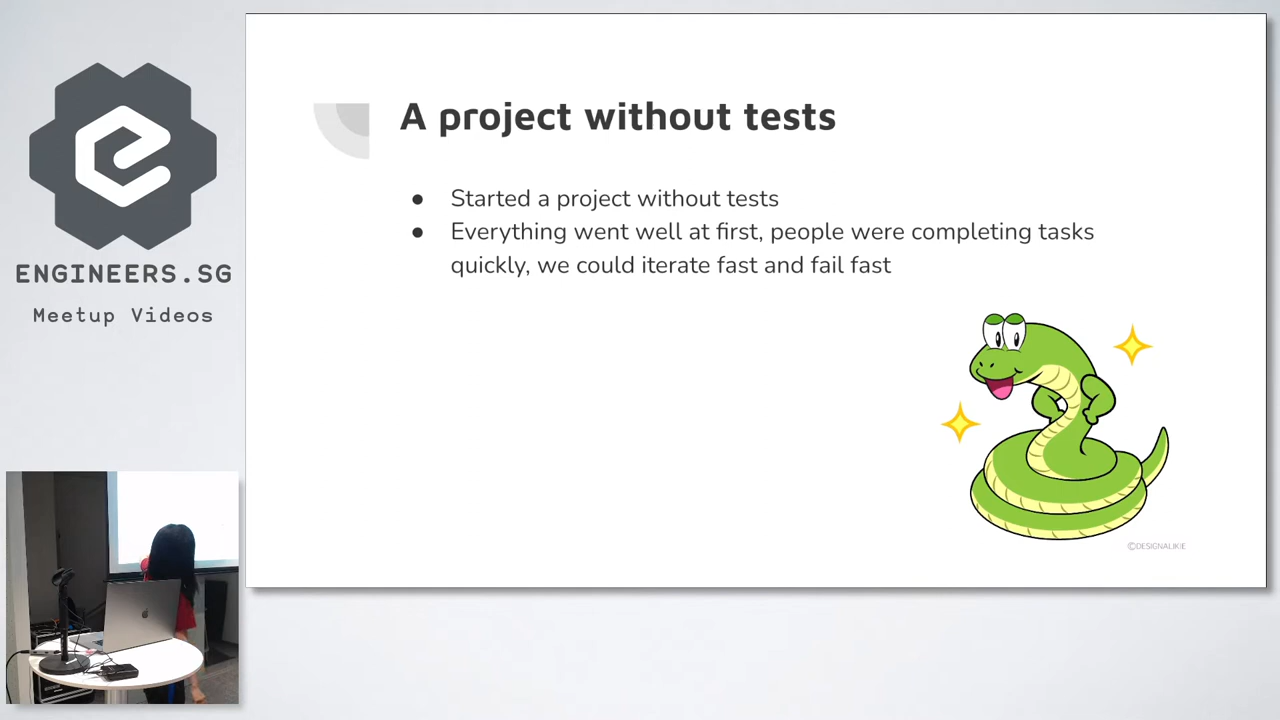 ENGINEERS.SG
Meetup Videos
A project without tests
● Started a project without tests
● Everything went well at first, people were completing tasks
quickly, we could iterate fast and fail fast
©DESIGNALIKIE